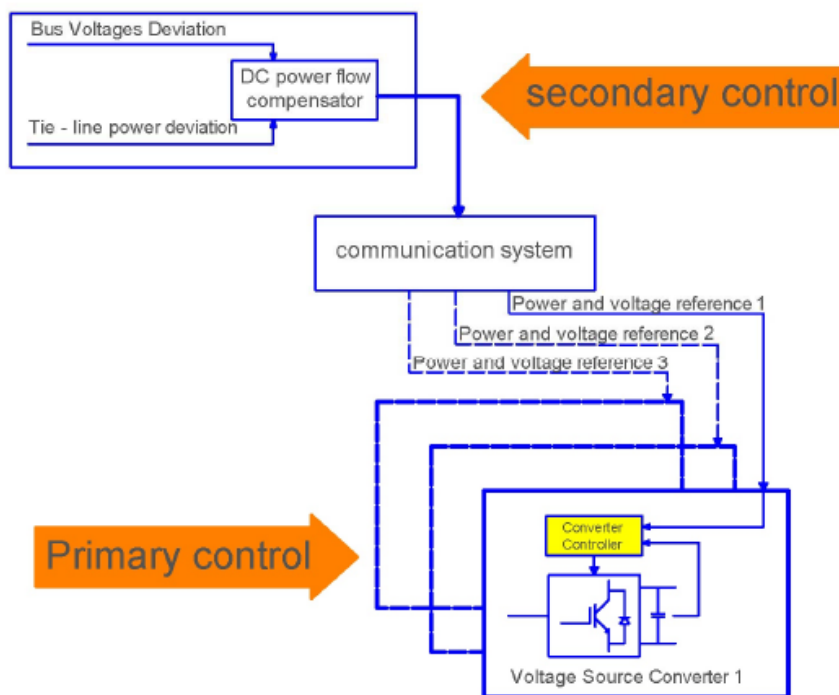 Bus Voltages Deviation
DC power flow
compensator
Tie - line power deviation
secondary control
communication system
Power and voltage reference 1
Power and voltage reference 2
Power and voltage reference 3
Primary control
Converter
Controller
Voltage Source Converter 1